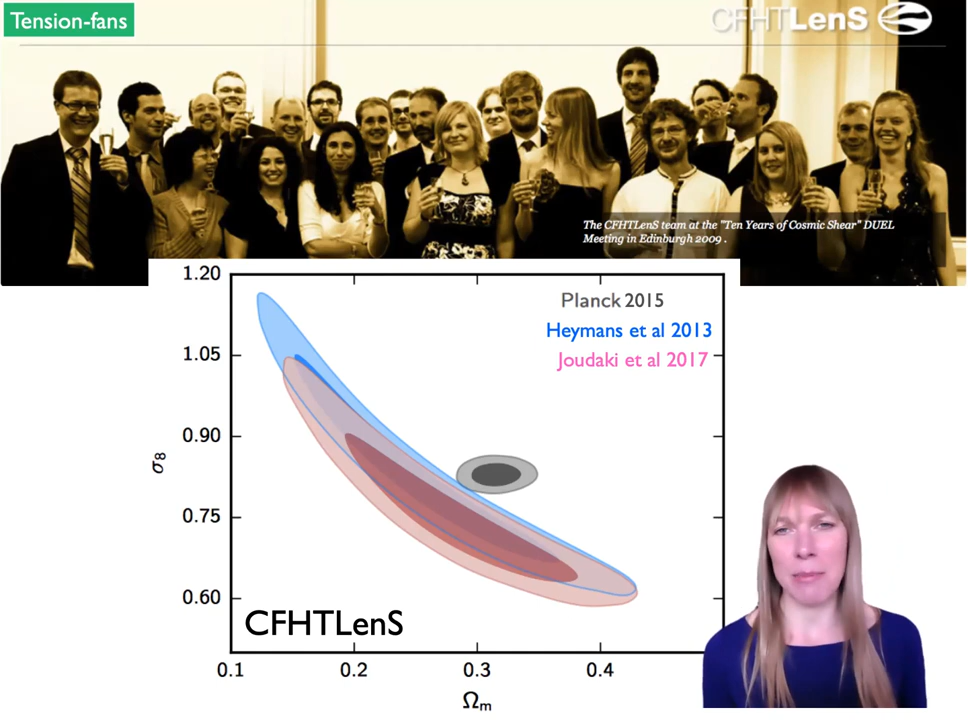 Tension-fans
CFHTLenS
The CFHTLenS team at the "Ten Years of Cosmic Shear" DUEL
Meeting in Edinburgh 2009 .
1.20
Planck 2015
Heymans et al 2013
1.05
Joudaki et al 2017
0.90
σ8
0.75
0.60
CFHTLenS
0.1
0.2
0.3
0.4
Ωm